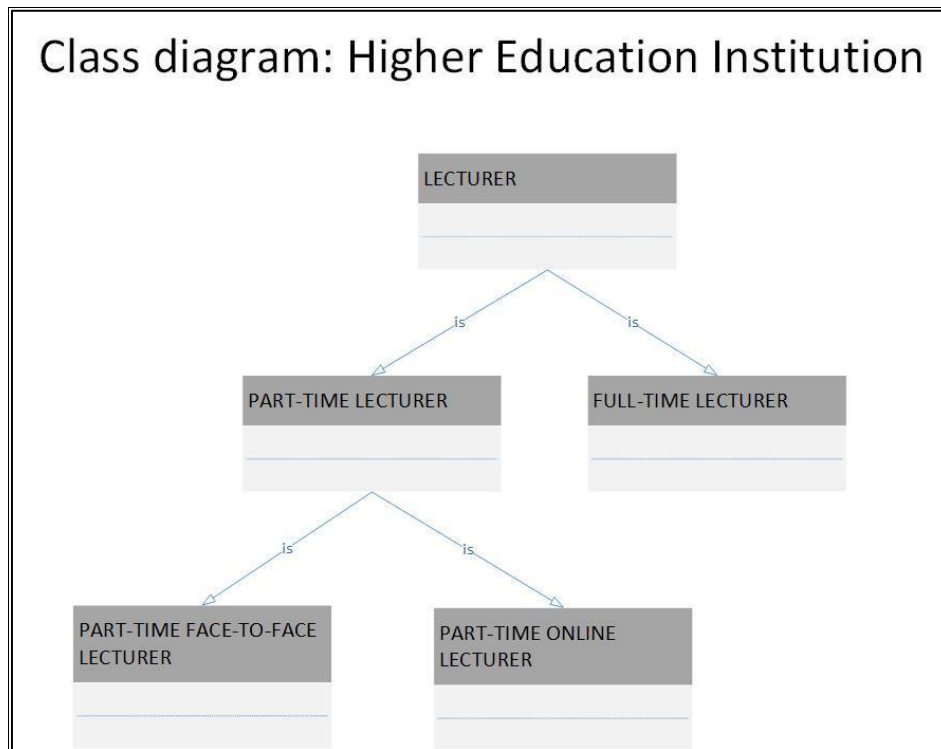 Class diagram: Higher Education Institution
LECTURER
is
is
PART-TIME LECTURER
FULL-TIME LECTURER
is
is
PART-TIME FACE-TO-FACE
LECTURER
PART-TIME ONLINE
LECTURER